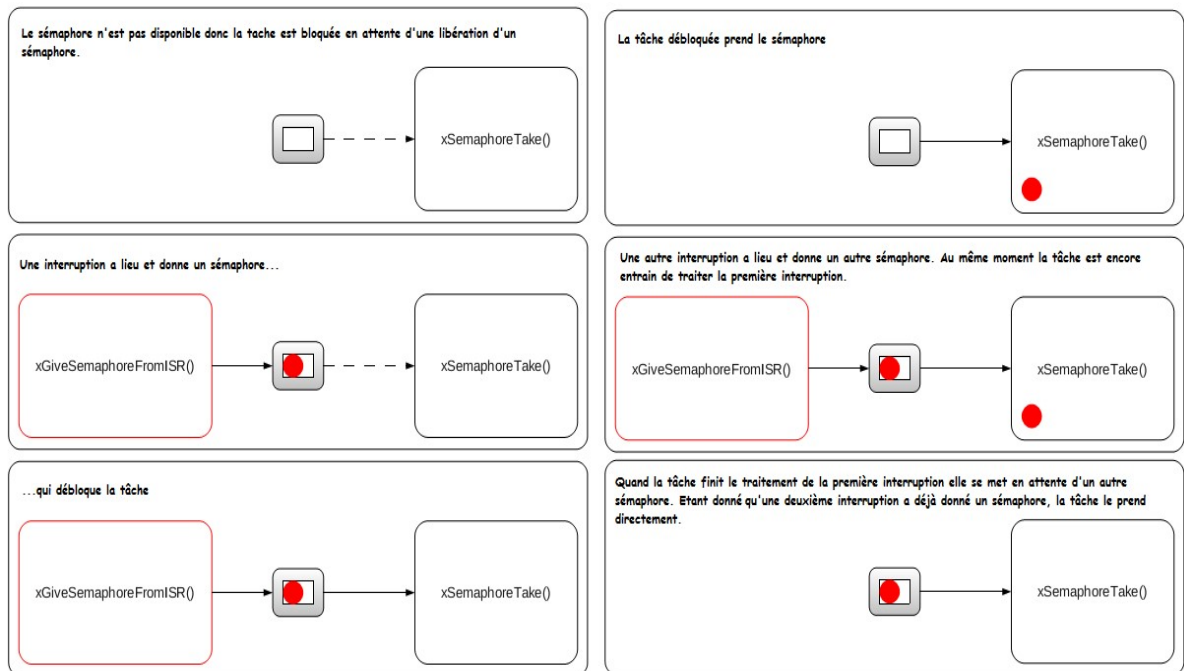 Le sémaphore n'est pas disponible donc la tache est bloquée en attente d'une libération d'un
sémaphore.
xSemaphoreTake()
Une interruption a lieu et donne un sémaphore...
xGiveSemaphoreFromISR()
xSemaphoreTake()
...qui débloque la tâche
xGiveSemaphoreFromISR()
xSemaphoreTake()
La tâche débloquée prend le sémaphore
xSemaphoreTake()
Une autre interruption a lieu et donne un autre sémaphore. Au même moment la tâche est encore
entrain de traiter la première interruption.
xGiveSemaphoreFromISR()
xSemaphoreTake()
Quand la tâche finit le traitement de la première interruption elle se met en attente d'un autre
sémaphore. Etant donné qu'une deuxième interruption a déjà donné un sémaphore, la tâche le prend
directement.
xSemaphoreTake()